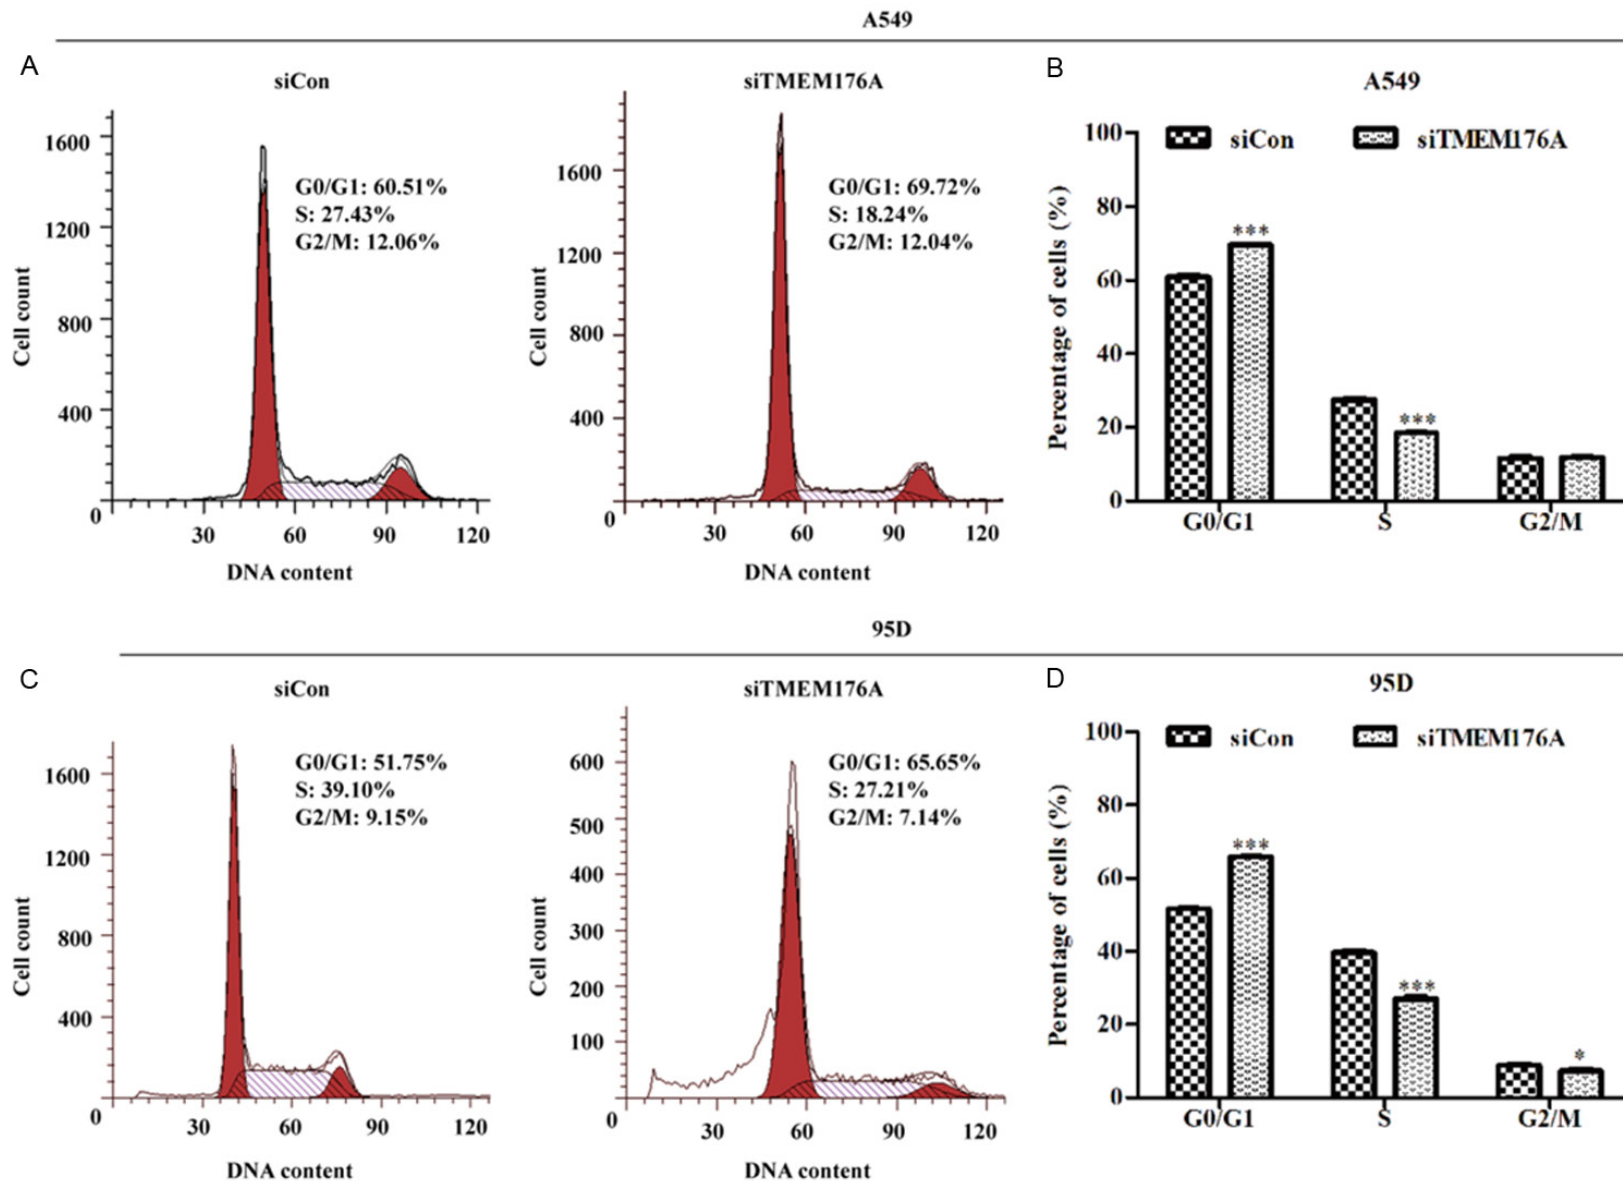 A549
A
siCon
1600
1200
800
400
0
30
60
90
120
Cell count
DNA content
G0/G1: 60.51%
S: 27.43%
G2/M: 12.06%
siTMEM176A
1600
1200
800
400
0
30
60
90
120
Cell count
DNA content
G0/G1: 69.72%
S: 18.24%
G2/M: 12.04%
B
A549
siCon
siTMEM176A
Percentage of cells (%)
100
80
60
40
20
0
***
***
G0/G1
S
G2/M
95D
C
siCon
1600
1200
800
400
0
30
60
90
120
Cell count
DNA content
G0/G1: 51.75%
S: 39.10%
G2/M: 9.15%
siTMEM176A
600
500
400
300
200
100
0
30
60
90
120
Cell count
DNA content
G0/G1: 65.65%
S: 27.21%
G2/M: 7.14%
D
95D
siCon
siTMEM176A
Percentage of cells (%)
100
80
60
40
20
0
***
***
*
G0/G1
S
G2/M